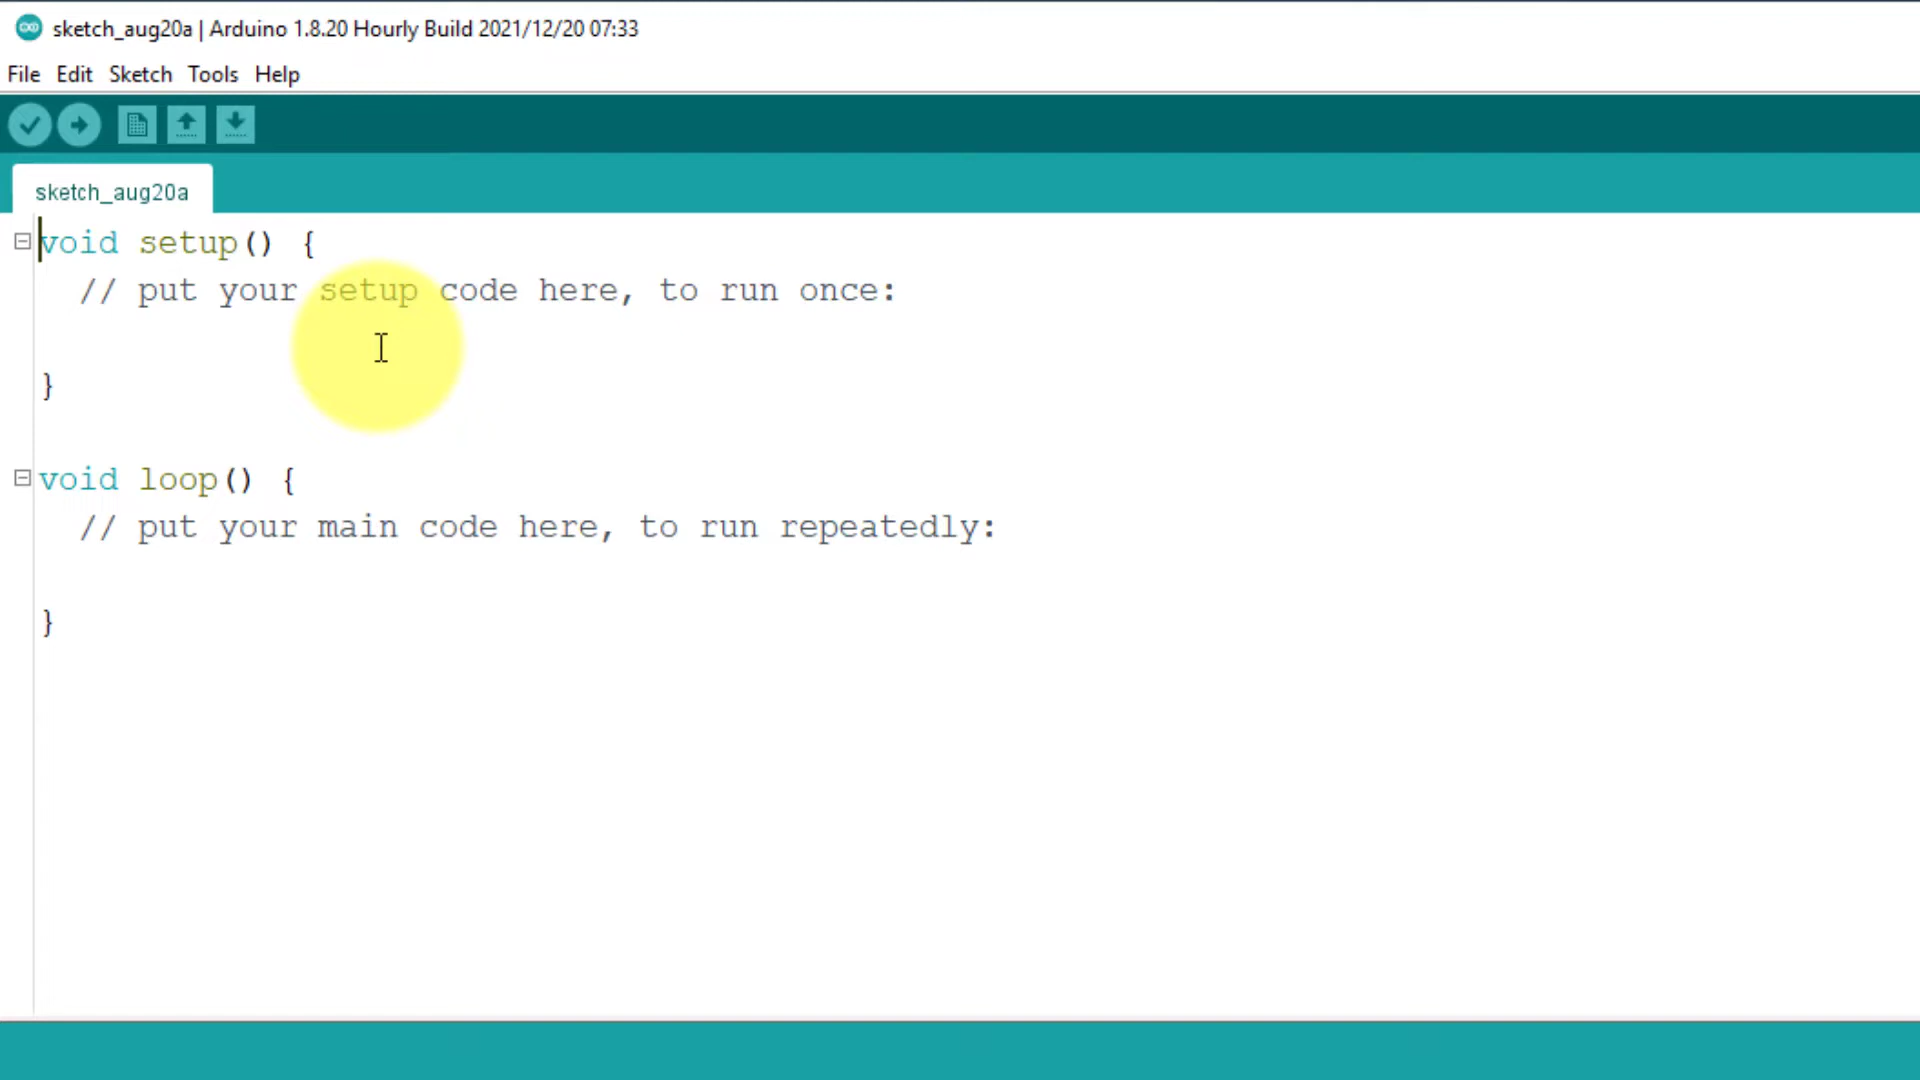 sketch_aug20a | Arduino 1.8.20 Hourly Build 2021/12/20 07:33
File Edit Sketch Tools Help
sketch_aug20a
void setup() {
  // put your setup code here, to run once:
}
void loop() {
  // put your main code here, to run repeatedly:
}